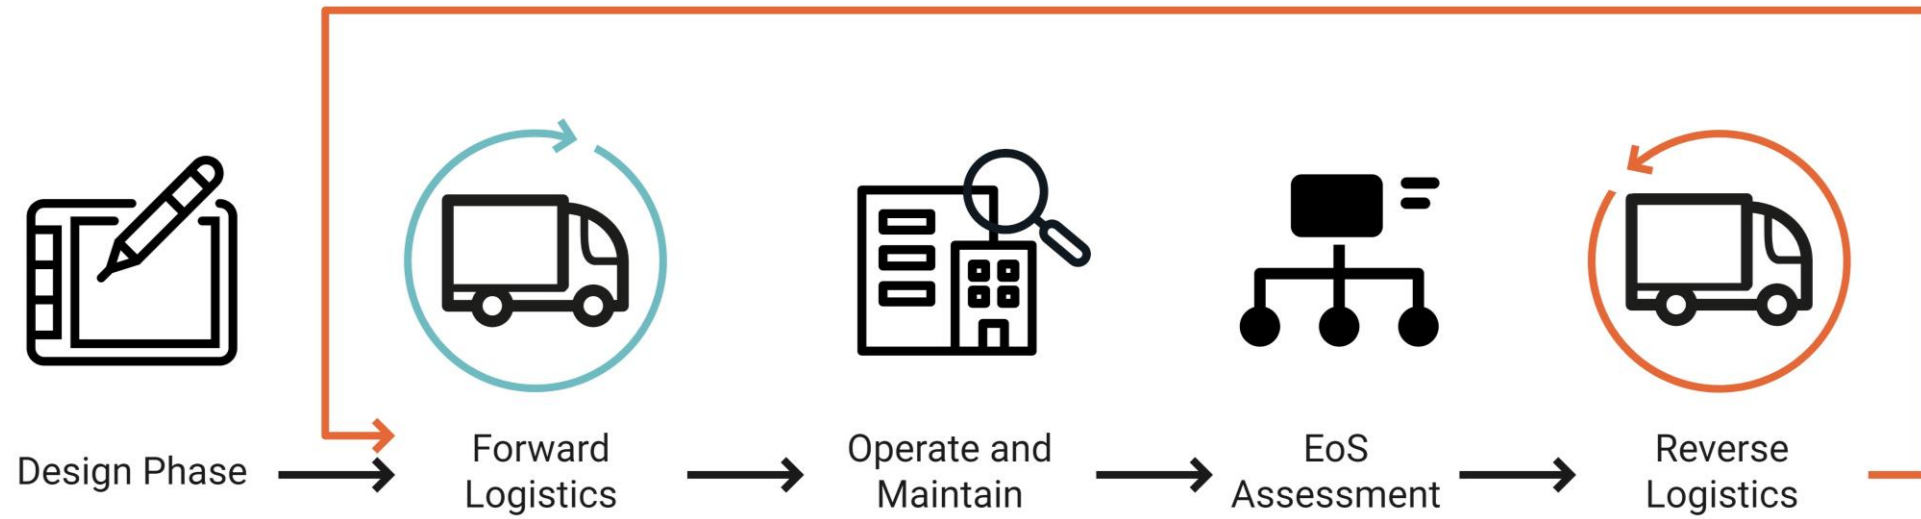 Design Phase
Forward
Logistics
Operate and
Maintain
EoS
Assessment
Reverse
Logistics